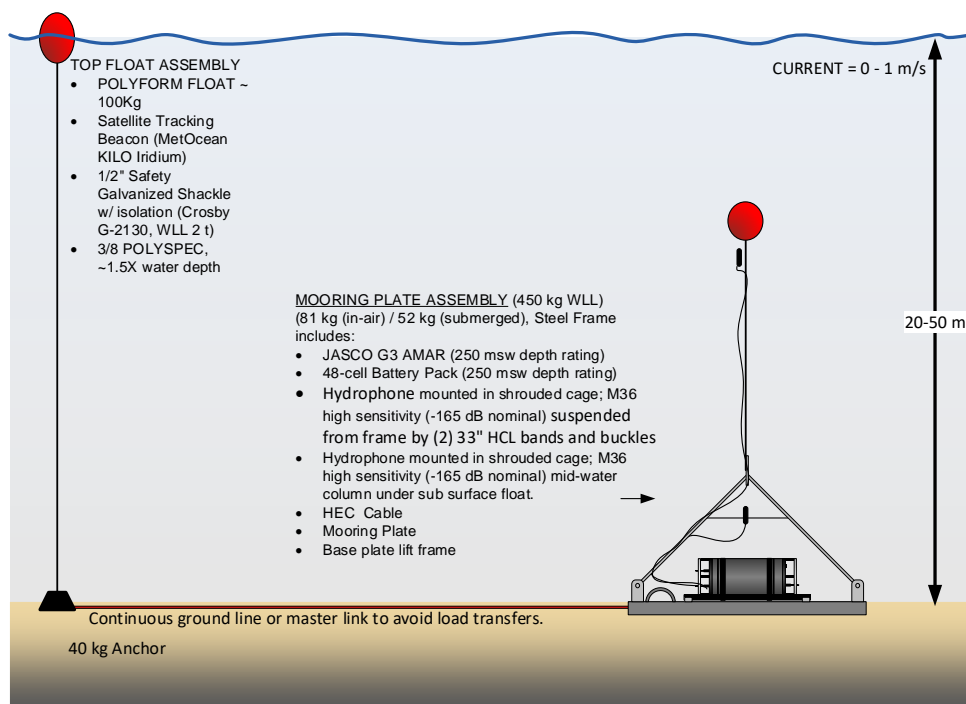 TOP FLOAT ASSEMBLY
• POLYFORM FLOAT ~
100Kg
• Satellite Tracking
Beacon (MetOcean
KILO Iridium)
• 1/2" Safety
Galvanized Shackle
w/ isolation (Crosby
G-2130, WLL 2 t)
• 3/8 POLYSPEC,
~1.5X water depth
CURRENT = 0 - 1 m/s
20-50 m
MOORING PLATE ASSEMBLY (450 kg WLL)
(81 kg (in-air) / 52 kg (submerged), Steel Frame
includes:
• JASCO G3 AMAR (250 msw depth rating)
• 48-cell Battery Pack (250 msw depth rating)
• Hydrophone mounted in shrouded cage; M36
high sensitivity (-165 dB nominal) suspended
from frame by (2) 33" HCL bands and buckles
• Hydrophone mounted in shrouded cage; M36
high sensitivity (-165 dB nominal) mid-water
column under sub surface float.
• HEC Cable
• Mooring Plate
• Base plate lift frame
Continuous ground line or master link to avoid load transfers.
40 kg Anchor